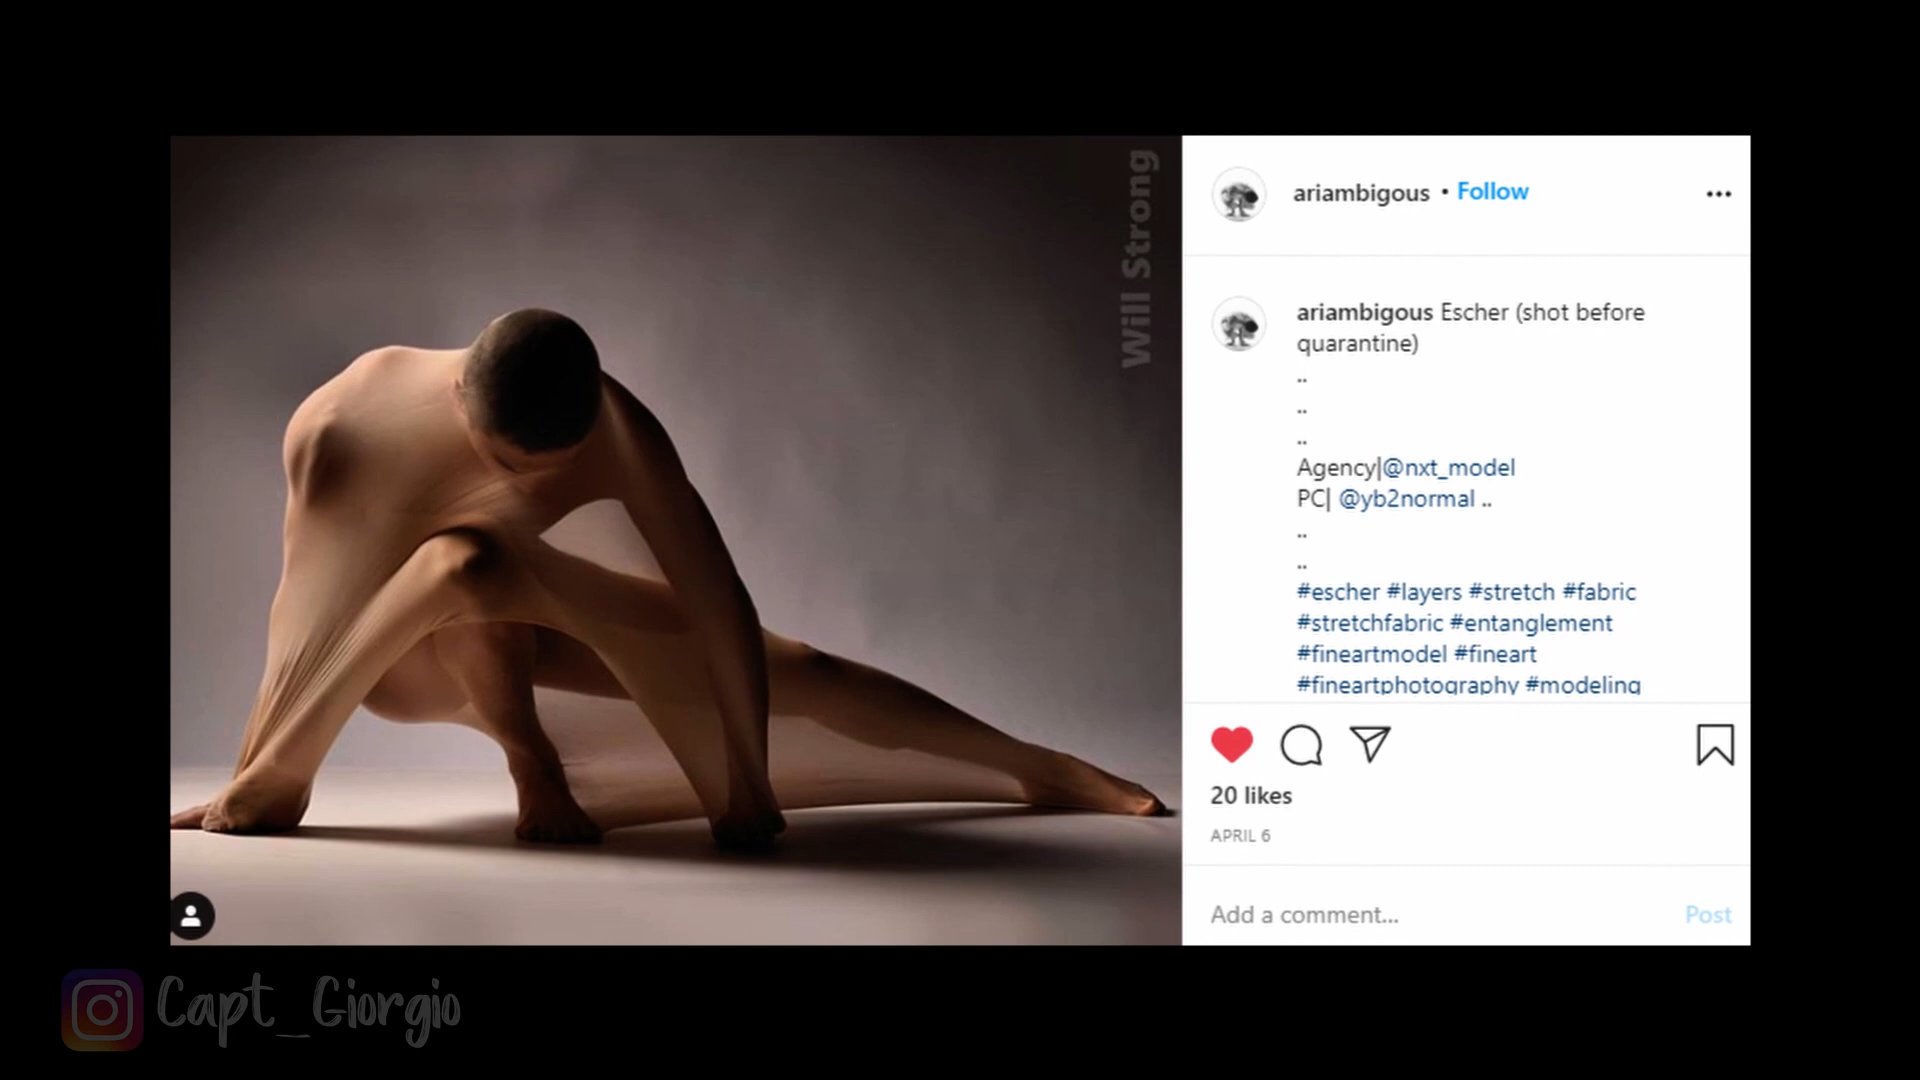 Will Strong
ariambigous • Follow
ariambigous Escher (shot before
quarantine)
..
..
..
Agency|@nxt_model
PC| @yb2normal ..
..
..
#escher #layers #stretch #fabric
#stretchfabric #entanglement
#fineartmodel #fineart
#fineartphotography #modeling
20 likes
APRIL 6
Add a comment... Post
Capt_Giorgio